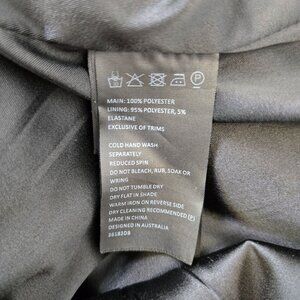 MAIN: 100% POLYESTER
LINING: 95% POLYESTER, 5%
ELASTANE
EXCLUSIVE OF TRIMS
COLD HAND WASH
SEPARATELY
REDUCED SPIN
DO NOT BLEACH, RUB, SOAK OR
WRING
DO NOT TUMBLE DRY
DRY FLAT IN SHADE
WARM IRON ON REVERSE SIDE
DRY CLEANING RECOMMENDED Ⓟ
MADE IN CHINA
DESIGNED IN AUSTRALIA